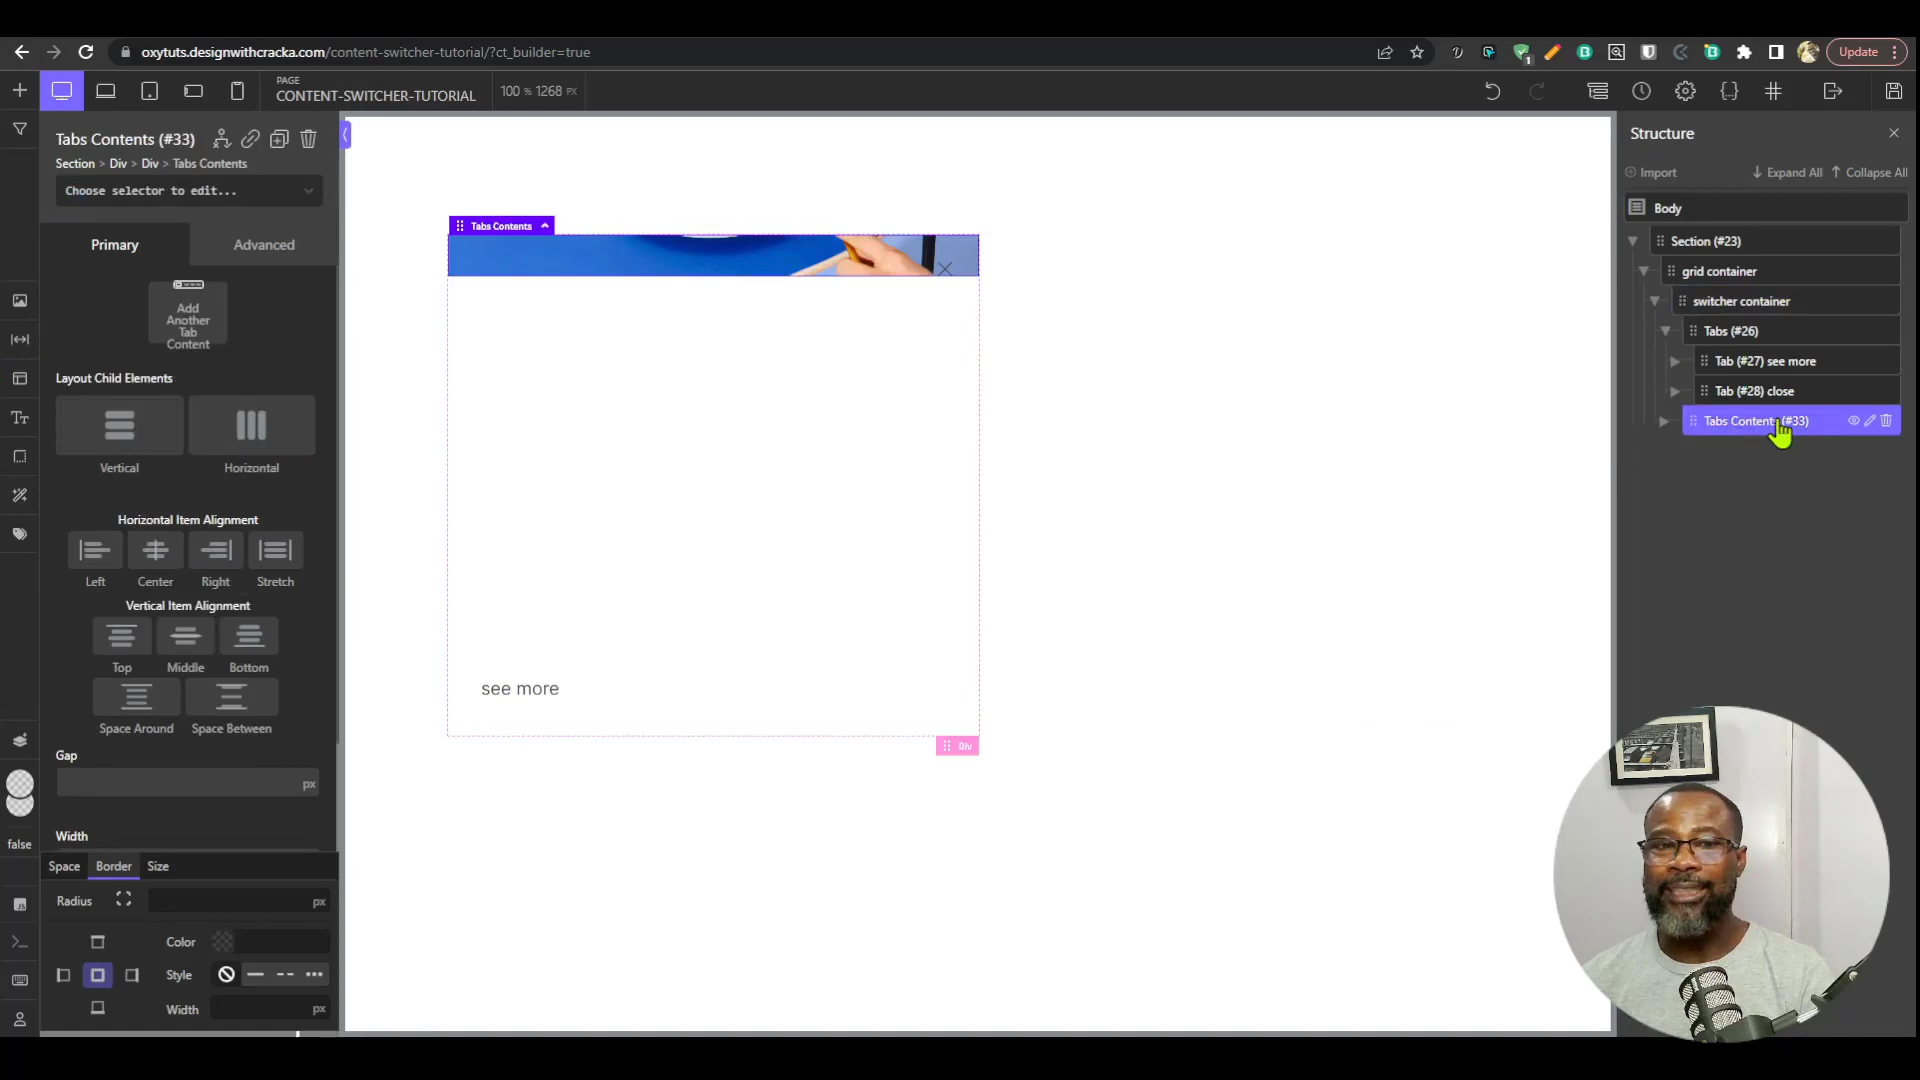 oxytuts.designwithcracka.com/content-switcher-tutorial/?ct_builder=true
1
Update
PAGE
CONTENT-SWITCHER-TUTORIAL
100 % 1268 PX
Tabs Contents (#33)
Section > Div > Div > Tabs Contents
Choose selector to edit...
Primary
Advanced
Add
Another
Tab
Content
Layout Child Elements
Vertical
Horizontal
Horizontal Item Alignment
Left
Center
Right
Stretch
Vertical Item Alignment
Top
Middle
Bottom
Space Around
Space Between
Gap
px
Width
false
Space
Border
Size
Radius
px
Color
Style
Width
px
Tabs Contents
see more
Div
Structure
Import
Expand All
Collapse All
Body
Section (#23)
grid container
switcher container
Tabs (#26)
Tab (#27) see more
Tab (#28) close
Tabs Contents (#33)